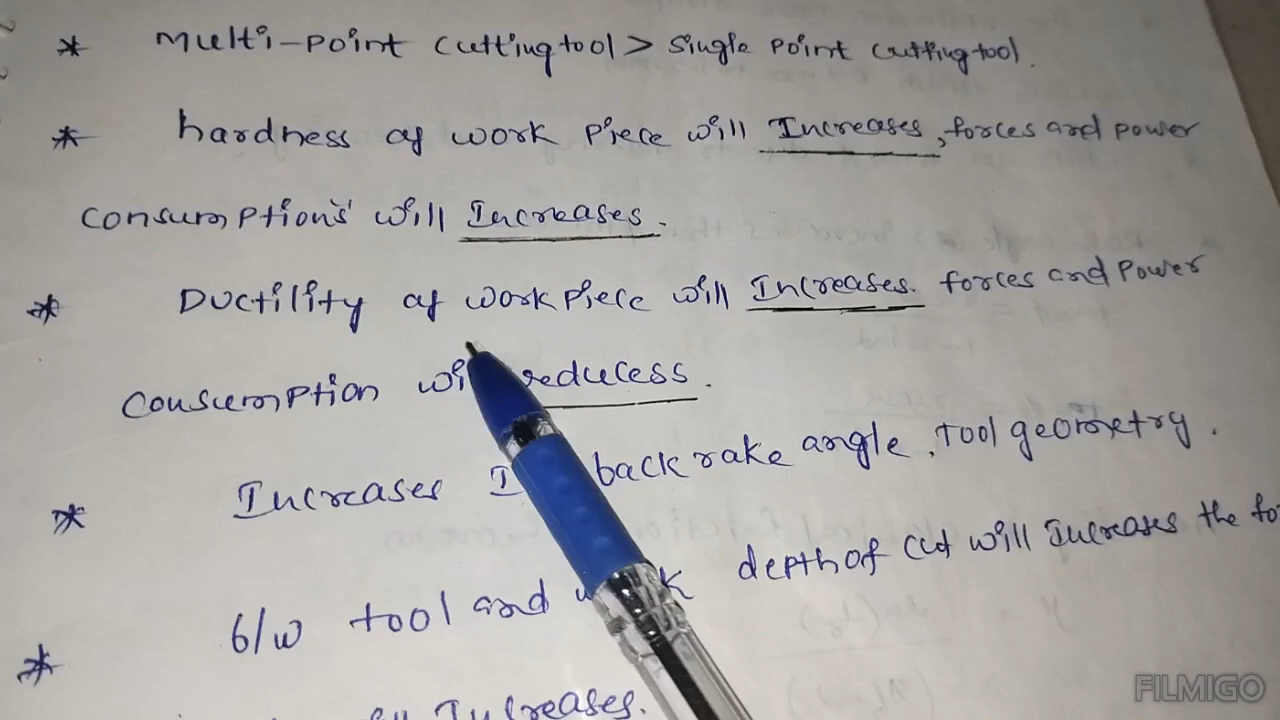 * Multi-point cutting tool > single point cutting tool.
* hardness of work piece will Increases, forces and power
consumption's will Increases.
* Ductility of workpiece will Increases. forces and power
consumption reducess.
* Increases back rake angle. Tool geometry.
b/w tool and depth of cut will Increases the
* Increases.
FILMIGO